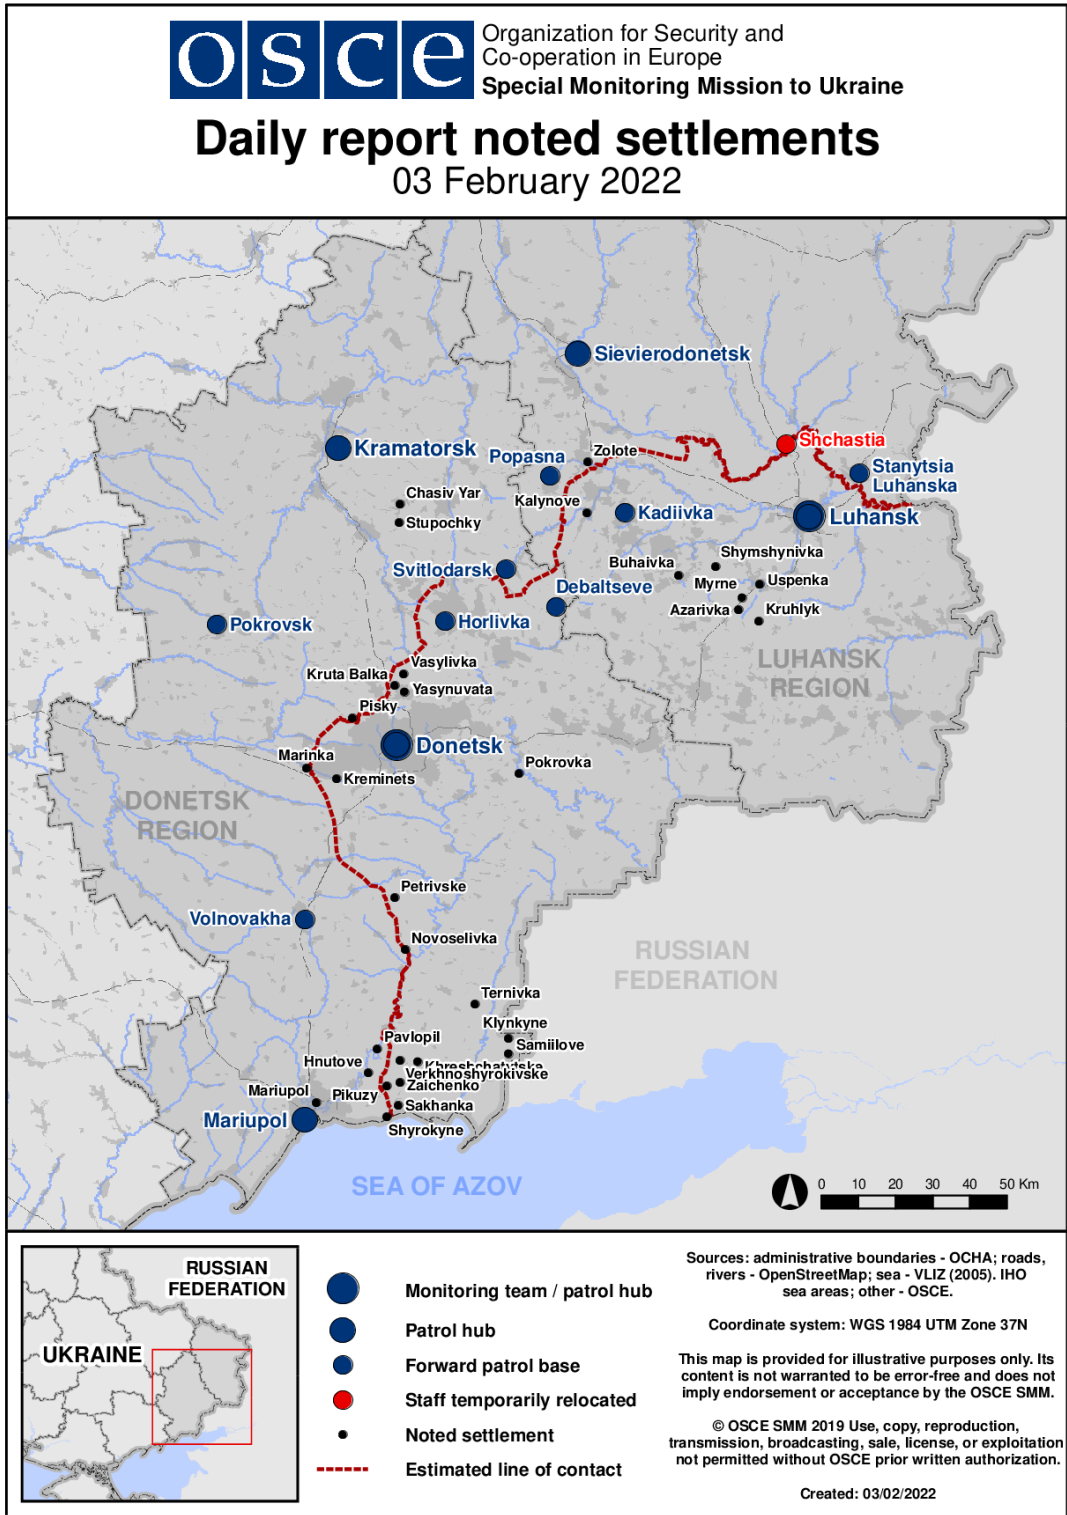 osce
Organization for Security and
Co-operation in Europe
Special Monitoring Mission to Ukraine
Daily report noted settlements
03 February 2022
Sievierodonetsk
Shchastia
Kramatorsk
Zolote
Popasna
Stanytsia
Luhanska
Chasiv Yar
Kalynove
Kadiivka
Luhansk
Stupochky
Shymshynivka
Buhaivka
Svitlodarsk
Myrne
Uspenka
Debaltseve
Azarivka
Kruhlyk
Pokrovsk
Horlivka
LUHANSK
REGION
Vasylivka
Kruta Balka
Yasynuvata
Pisky
Donetsk
Marinka
Pokrovka
Kreminets
DONETSK
REGION
Petrivske
Volnovakha
Novoselivka
RUSSIAN
FEDERATION
Ternivka
Klynkyne
Pavlopil
Samiilove
Hnutove
Khreshchatytske
Verkhnoshyrokivske
Zaichenko
Mariupol
Pikuzy
Sakhanka
Mariupol
Shyrokyne
SEA OF AZOV
0 10 20 30 40 50 Km
RUSSIAN
FEDERATION
UKRAINE
Monitoring team / patrol hub
Patrol hub
Forward patrol base
Staff temporarily relocated
Noted settlement
Estimated line of contact
Sources: administrative boundaries - OCHA; roads,
rivers - OpenStreetMap; sea - VLIZ (2005). IHO
sea areas; other - OSCE.
Coordinate system: WGS 1984 UTM Zone 37N
This map is provided for illustrative purposes only. Its
content is not warranted to be error-free and does not
imply endorsement or acceptance by the OSCE SMM.
© OSCE SMM 2019 Use, copy, reproduction,
transmission, broadcasting, sale, license, or exploitation
not permitted without OSCE prior written authorization.
Created: 03/02/2022